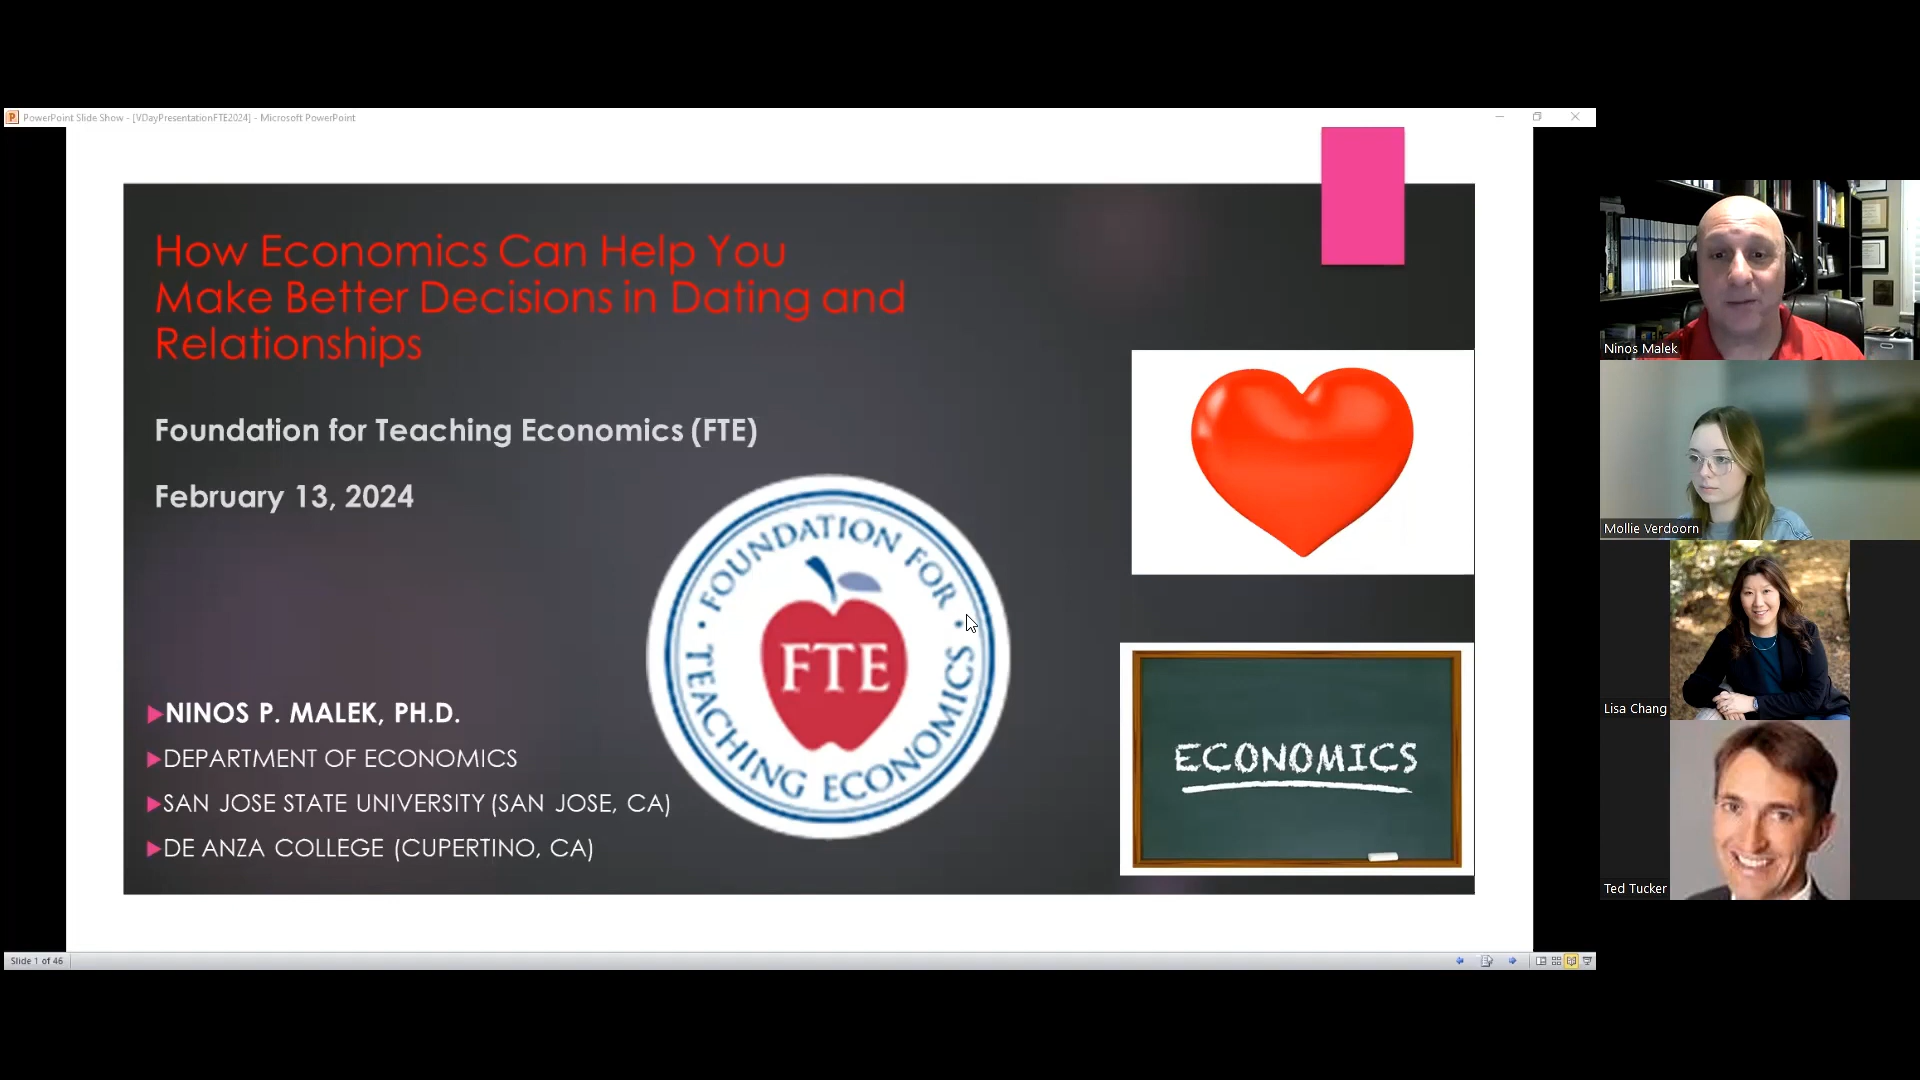 PowerPoint Slide Show - [VDayPresentationFTE2024] - Microsoft PowerPoint
How Economics Can Help You
Make Better Decisions in Dating and
Relationships
Foundation for Teaching Economics (FTE)
February 13, 2024
FOUNDATION FOR
TEACHING ECONOMICS
FTE
NINOS P. MALEK, PH.D.
DEPARTMENT OF ECONOMICS
SAN JOSE STATE UNIVERSITY (SAN JOSE, CA)
DE ANZA COLLEGE (CUPERTINO, CA)
ECONOMICS
Slide 1 of 46
Ninos Malek
Mollie Verdoorn
Lisa Chang
Ted Tucker